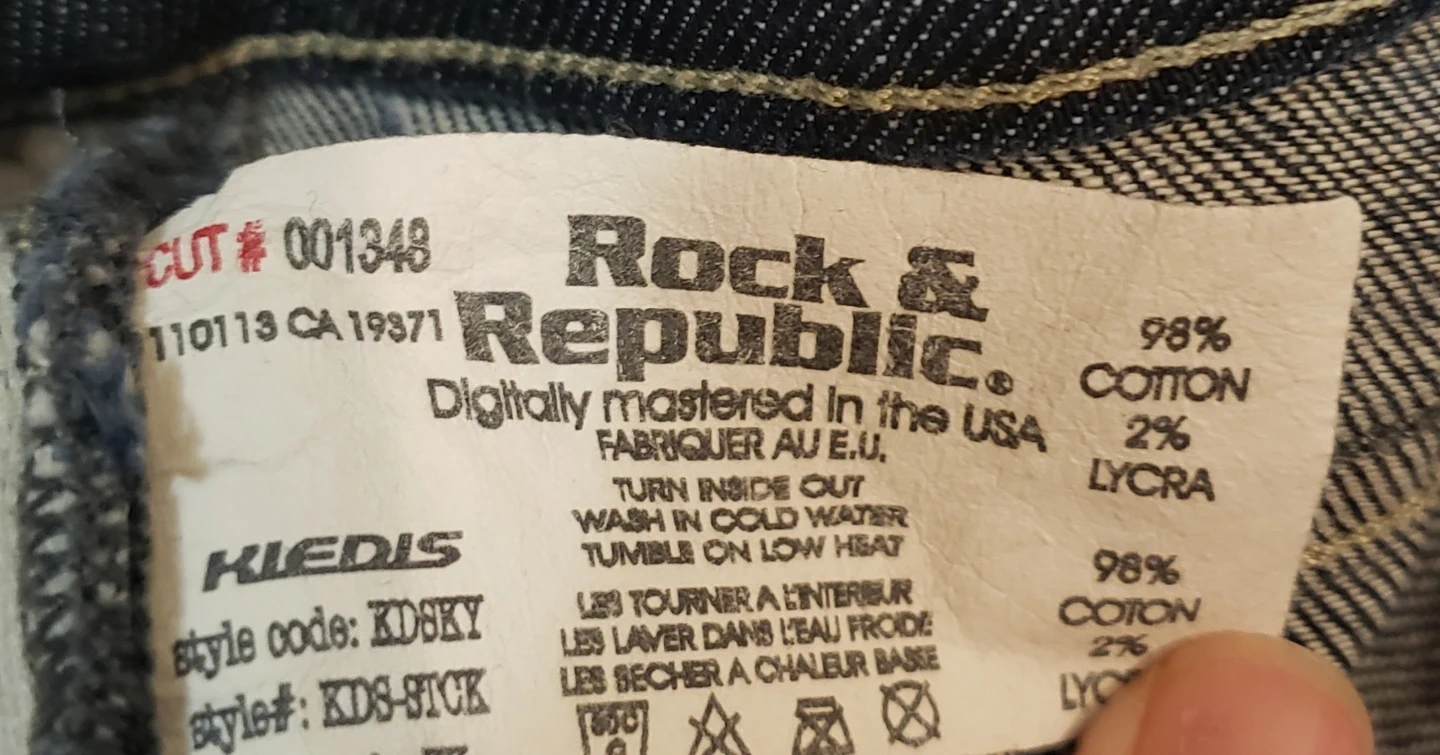 CUT # 001348
110113 CA 19371
Rock &
Republic®
Digitally mastered in the USA
FABRIQUER AU E.U.
TURN INSIDE OUT
WASH IN COLD WATER
TUMBLE ON LOW HEAT
LES TOURNER A L'INTERIEUR
LES LAVER DANS L'EAU FROIDE
LES SECHER A CHALEUR BASSE
98%
COTTON
2%
LYCRA
98%
COTON
2%
KIEDIS
style code: KDSKY
style#: KDS-STCK